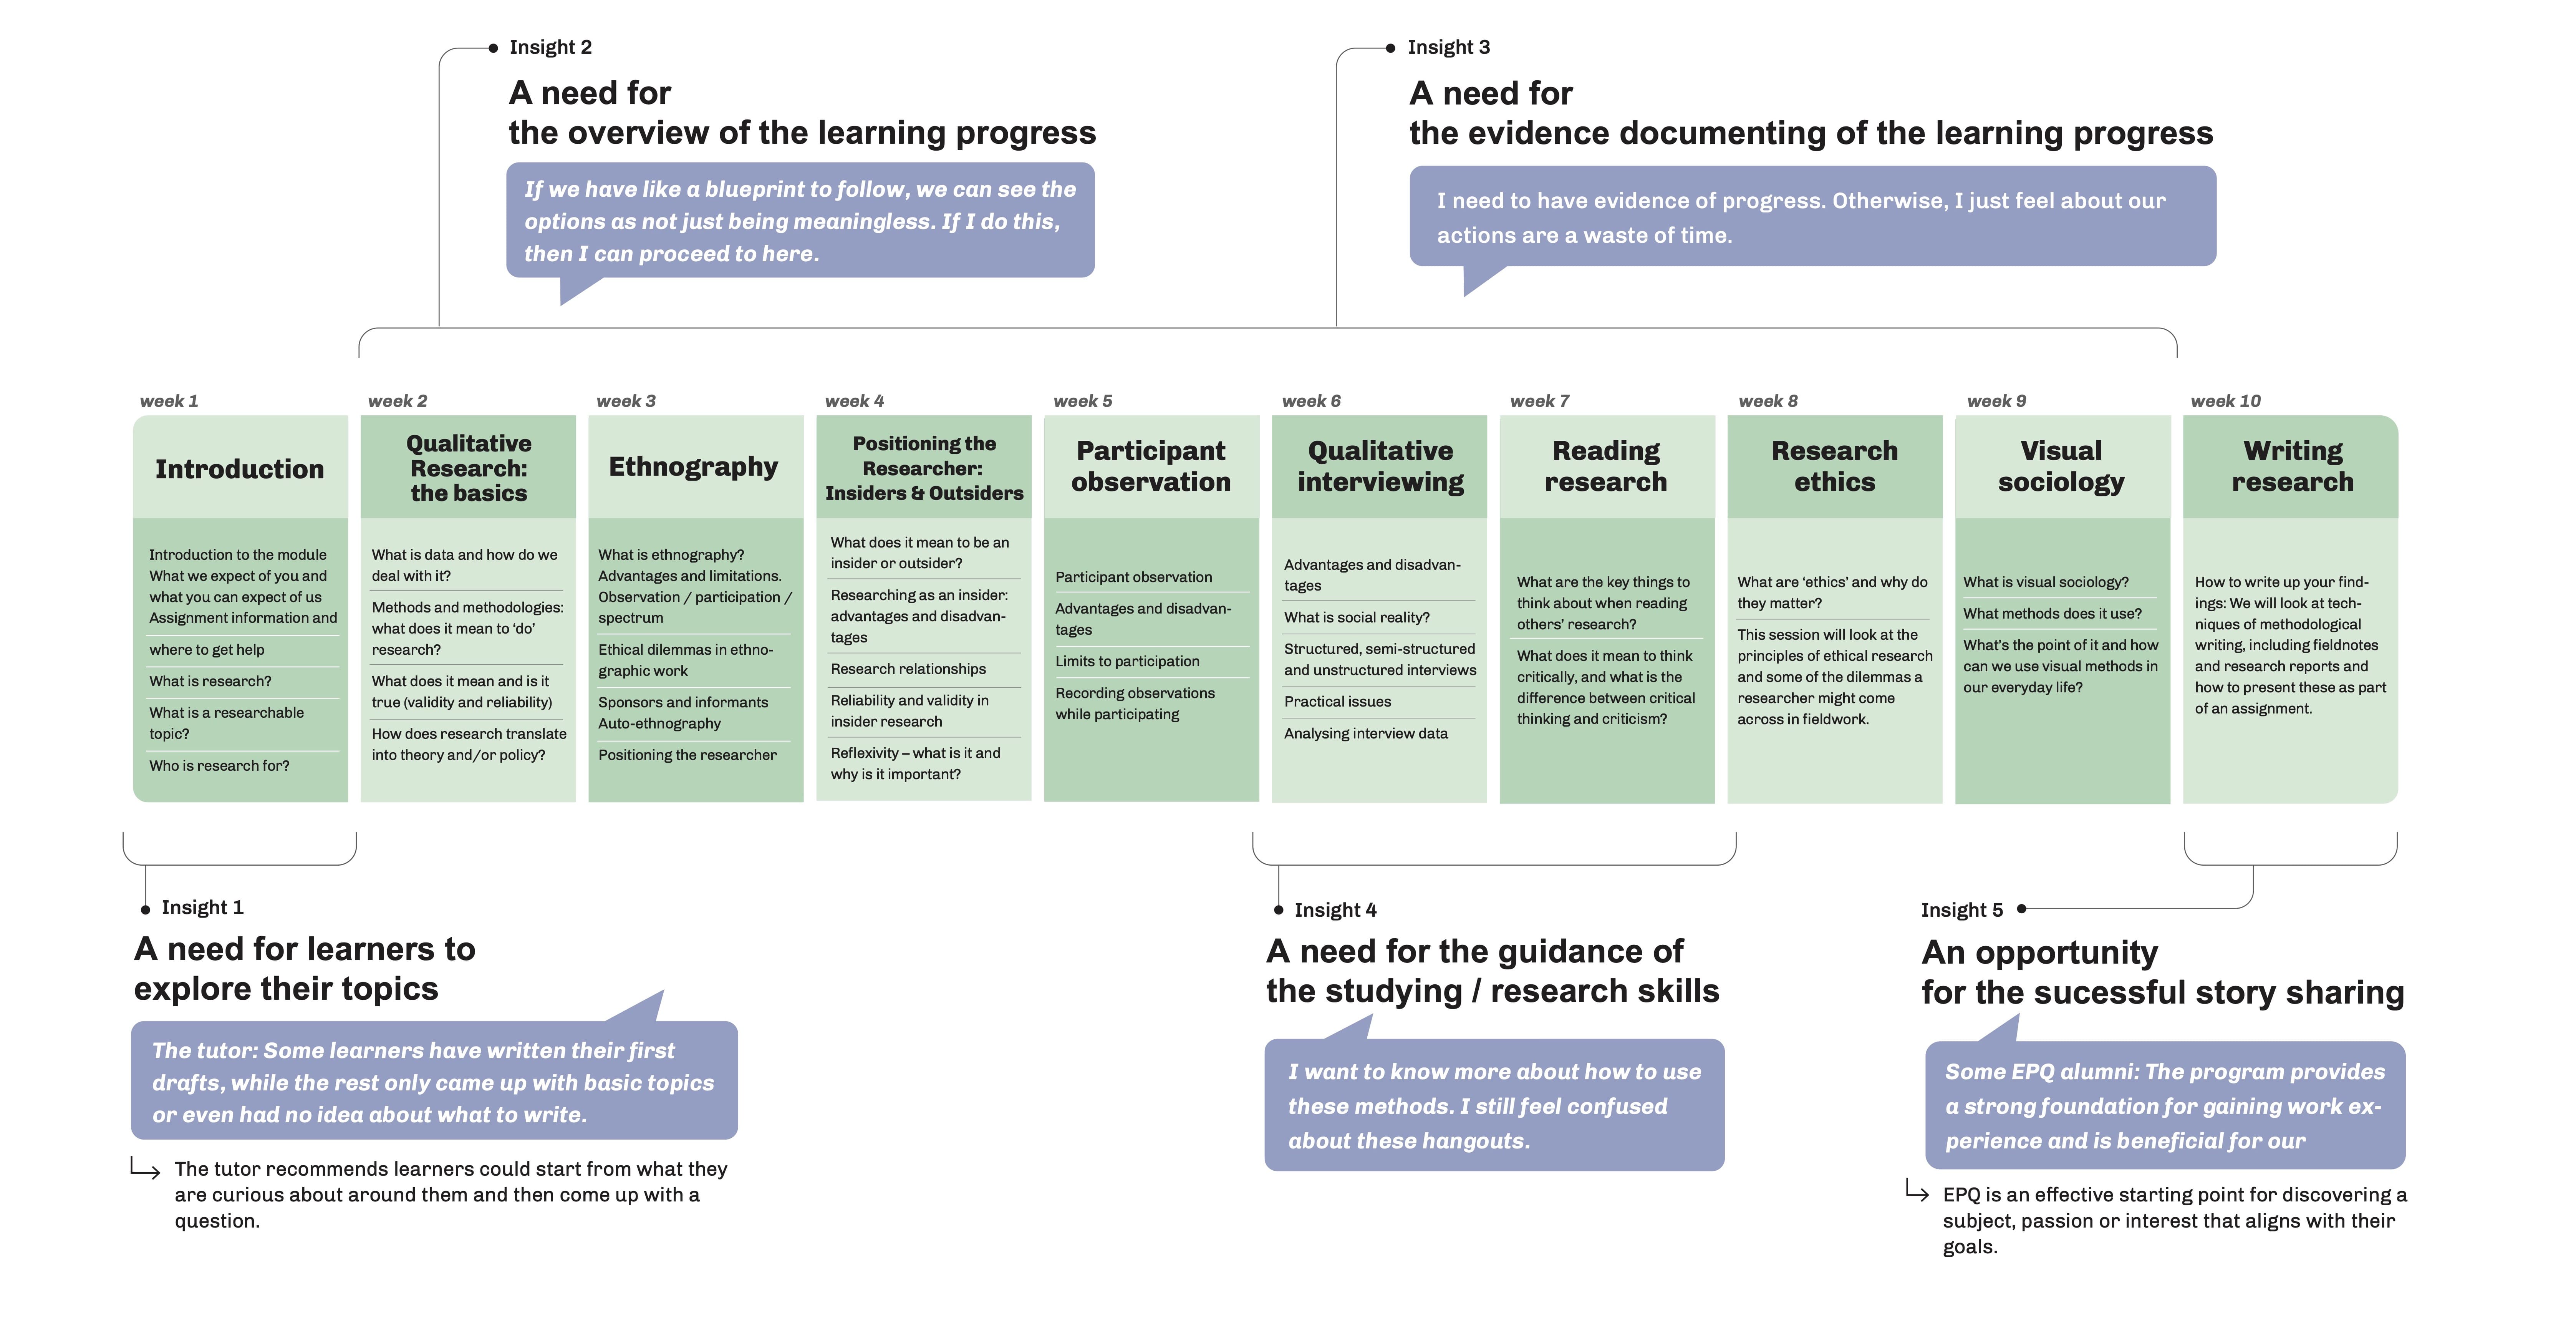 Insight 2
A need for
the overview of the learning progress
If we have like a blueprint to follow, we can see the
options as not just being meaningless. If I do this,
then I can proceed to here.
Insight 3
A need for
the evidence documenting of the learning progress
I need to have evidence of progress. Otherwise, I just feel about our
actions are a waste of time.
week 1
Introduction
Introduction to the module
What we expect of you and
what you can expect of us
Assignment information and
where to get help
What is research?
What is a researchable
topic?
Who is research for?
week 2
Qualitative
Research:
the basics
What is data and how do we
deal with it?
Methods and methodologies:
what does it mean to ‘do’
research?
What does it mean and is it
true (validity and reliability)
How does research translate
into theory and/or policy?
week 3
Ethnography
What is ethnography?
Advantages and limitations.
Observation / participation /
spectrum
Ethical dilemmas in ethno-
graphic work
Sponsors and informants
Auto-ethnography
Positioning the researcher
week 4
Positioning the
Researcher:
Insiders & Outsiders
What does it mean to be an
insider or outsider?
Researching as an insider:
advantages and disadvan-
tages
Research relationships
Reliability and validity in
insider research
Reflexivity – what is it and
why is it important?
week 5
Participant
observation
Participant observation
Advantages and disadvan-
tages
Limits to participation
Recording observations
while participating
week 6
Qualitative
interviewing
Advantages and disadvan-
tages
What is social reality?
Structured, semi-structured
and unstructured interviews
Practical issues
Analysing interview data
week 7
Reading
research
What are the key things to
think about when reading
others’ research?
What does it mean to think
critically, and what is the
difference between critical
thinking and criticism?
week 8
Research
ethics
What are ‘ethics’ and why do
they matter?
This session will look at the
principles of ethical research
and some of the dilemmas a
researcher might come
across in fieldwork.
week 9
Visual
sociology
What is visual sociology?
What methods does it use?
What’s the point of it and how
can we use visual methods in
our everyday life?
week 10
Writing
research
How to write up your find-
ings: We will look at tech-
niques of methodological
writing, including fieldnotes
and research reports and
how to present these as part
of an assignment.
Insight 1
A need for learners to
explore their topics
The tutor: Some learners have written their first
drafts, while the rest only came up with basic topics
or even had no idea about what to write.
The tutor recommends learners could start from what they
are curious about around them and then come up with a
question.
Insight 4
A need for the guidance of
the studying / research skills
I want to know more about how to use
these methods. I still feel confused
about these hangouts.
Insight 5
An opportunity
for the sucessful story sharing
Some EPQ alumni: The program provides
a strong foundation for gaining work ex-
perience and is beneficial for our
EPQ is an effective starting point for discovering a
subject, passion or interest that aligns with their
goals.